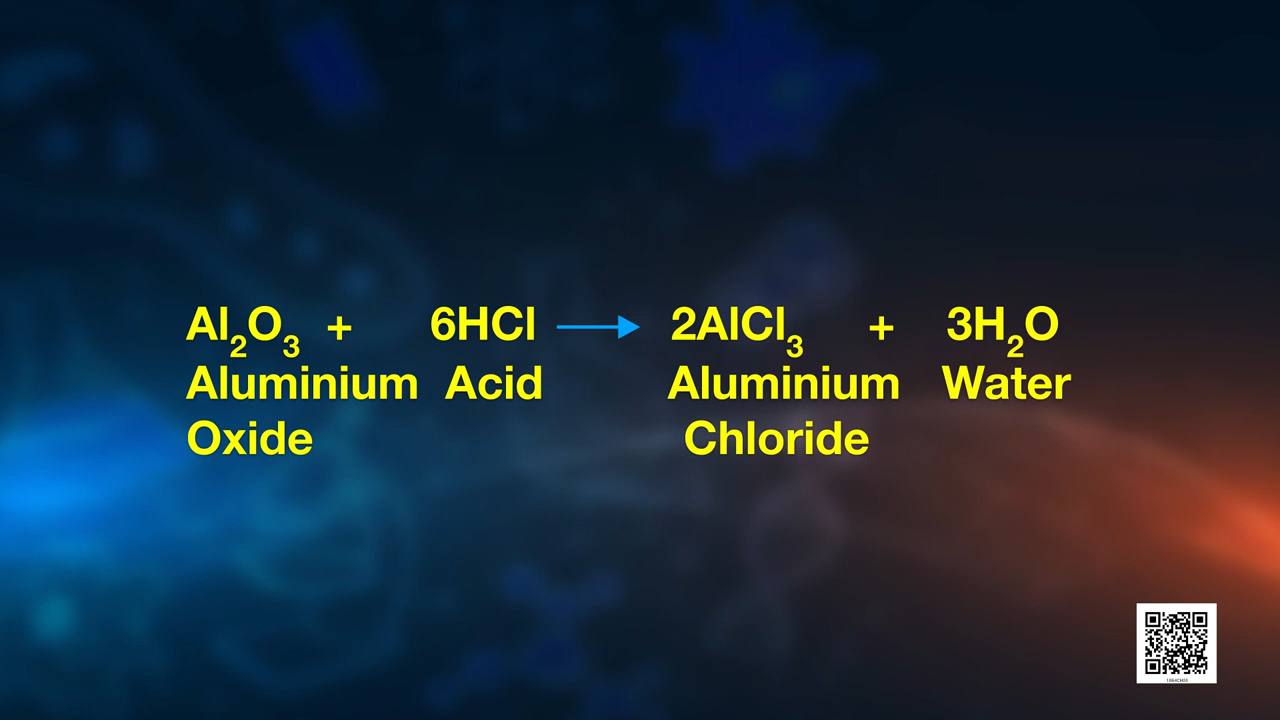 Al₂O₃ + 6HCl → 2AlCl₃ + 3H₂O
Aluminium Acid Aluminium Water
Oxide Chloride